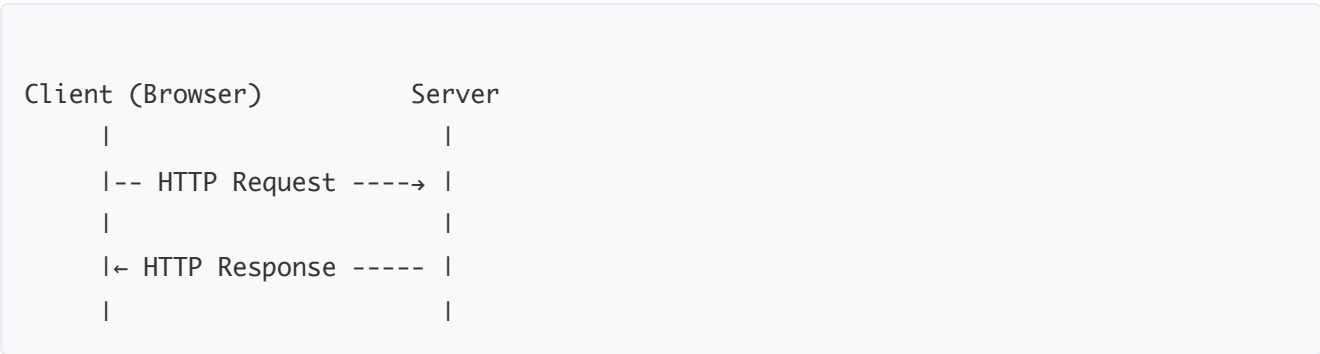 Client (Browser)          Server
     |                       |
     |-- HTTP Request ----→ |
     |                       |
     |← HTTP Response ----- |
     |                       |